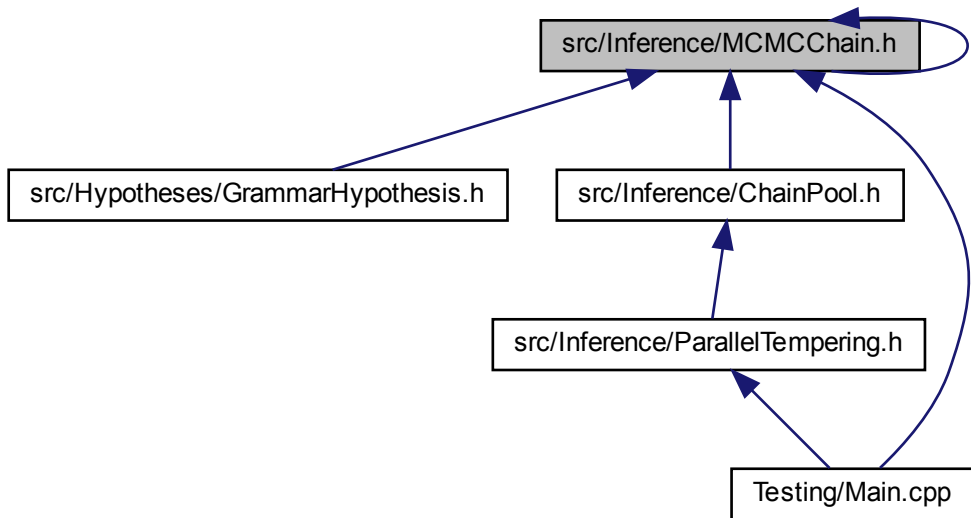 src/Inference/MCMCChain.h
src/Hypotheses/GrammarHypothesis.h
src/Inference/ChainPool.h
src/Inference/ParallelTempering.h
Testing/Main.cpp